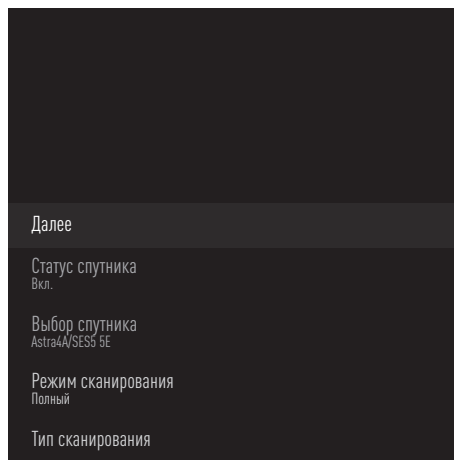 Далее
Статус спутника
Вкл.
Выбор спутника
Astra4A/SES5 5E
Режим сканирования
Полный
Тип сканирования